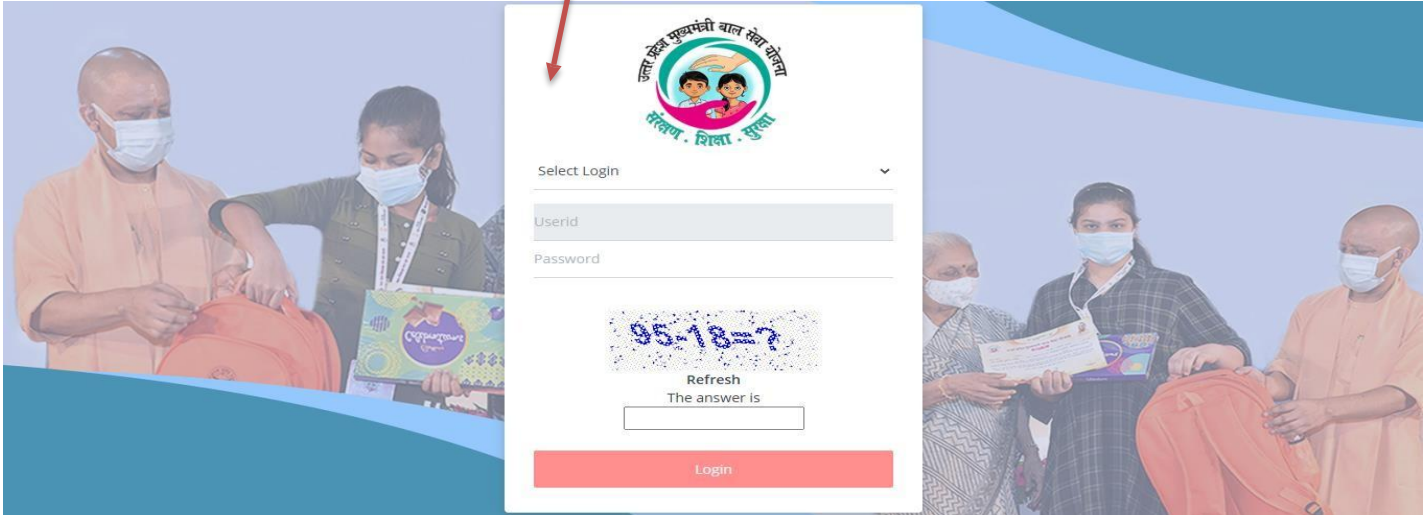 उत्तर प्रदेश मुख्यमंत्री बाल सेवा योजना
संरक्षण . शिक्षा . सुरक्षा
Select Login
Userid
Password
95-18=?
Refresh
The answer is
Login